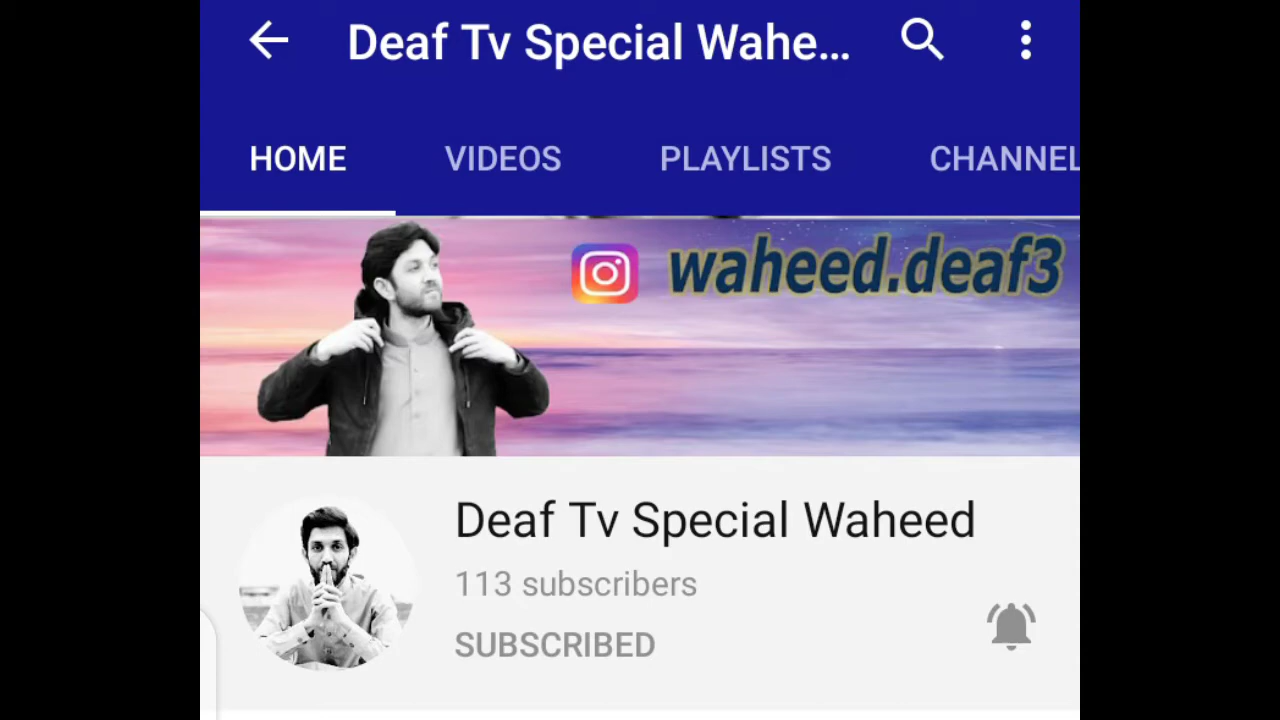 Deaf Tv Special Wahe...
HOME VIDEOS PLAYLISTS CHANNEL
waheed.deaf3
Deaf Tv Special Waheed
113 subscribers
SUBSCRIBED